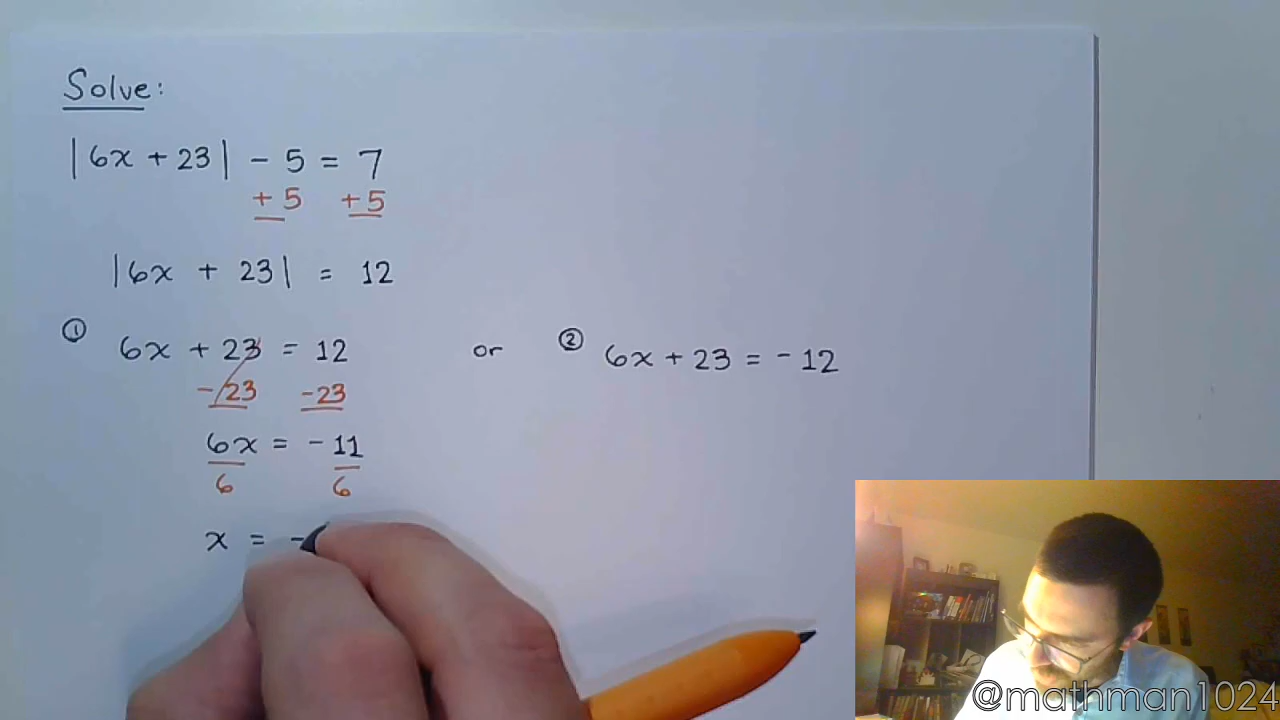 Solve:
|6x + 23| - 5 = 7
+ 5 + 5
|6x + 23| = 12
① 6x + 23 = 12 or ② 6x + 23 = - 12
- 23 - 23
6x = - 11
6 6
x = -
@mathman1024